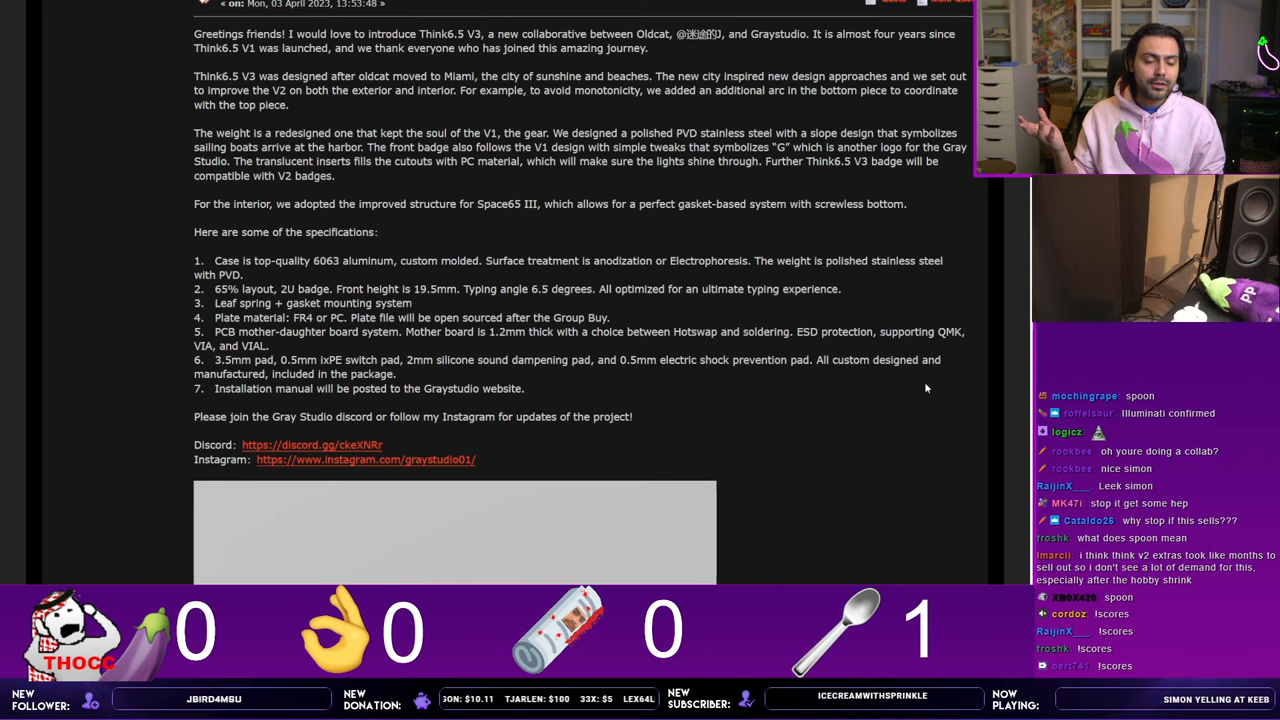 « on: Mon, 03 April 2023, 13:53:48 »
Greetings friends! I would love to introduce Think6.5 V3, a new collaborative between Oldcat, @迷途的J, and Graystudio. It is almost four years since
Think6.5 V1 was launched, and we thank everyone who has joined this amazing journey.
Think6.5 V3 was designed after oldcat moved to Miami, the city of sunshine and beaches. The new city inspired new design approaches and we set out
to improve the V2 on both the exterior and interior. For example, to avoid monotonicity, we added an additional arc in the bottom piece to coordinate
with the top piece.
The weight is a redesigned one that kept the soul of the V1, the gear. We designed a polished PVD stainless steel with a slope design that symbolizes
sailing boats arrive at the harbor. The front badge also follows the V1 design with simple tweaks that symbolizes “G” which is another logo for the Gray
Studio. The translucent inserts fills the cutouts with PC material, which will make sure the lights shine through. Further Think6.5 V3 badge will be
compatible with V2 badges.
For the interior, we adopted the improved structure for Space65 III, which allows for a perfect gasket-based system with screwless bottom.
Here are some of the specifications:
1. Case is top-quality 6063 aluminum, custom molded. Surface treatment is anodization or Electrophoresis. The weight is polished stainless steel
with PVD.
2. 65% layout, 2U badge. Front height is 19.5mm. Typing angle 6.5 degrees. All optimized for an ultimate typing experience.
3. Leaf spring + gasket mounting system
4. Plate material: FR4 or PC. Plate file will be open sourced after the Group Buy.
5. PCB mother-daughter board system. Mother board is 1.2mm thick with a choice between Hotswap and soldering. ESD protection, supporting QMK,
VIA, and VIAL.
6. 3.5mm pad, 0.5mm ixPE switch pad, 2mm silicone sound dampening pad, and 0.5mm electric shock prevention pad. All custom designed and
manufactured, included in the package.
7. Installation manual will be posted to the Graystudio website.
Please join the Gray Studio discord or follow my Instagram for updates of the project!
Discord: https://discord.gg/ckeXNRr
Instagram: https://www.instagram.com/graystudio01/
PP
mochingrape spoon
roffelsaur Illuminati confirmed
logicz
rookbee oh youre doing a collab?
rookbee nice simon
RaijinX___ Leek simon
MK47i stop it get some hep
Cataldo26 why stop if this sells???
froshk what does spoon mean
lmarcii i think think v2 extras took like months to
sell out so i don't see a lot of demand for this,
especially after the hobby shrink
XB0X420 spoon
cordoz !scores
RaijinX___ !scores
froshk !scores
bert741 !scores
THOCC 0 0 0 1
NEW FOLLOWER: JBIRD4MSU
NEW DONATION: SON: $10.11 TJARLEN: $100 33X: $5 LEX64L
NEW SUBSCRIBER: ICECREAMWITHSPRINKLE
NOW PLAYING: SIMON YELLING AT KEEB